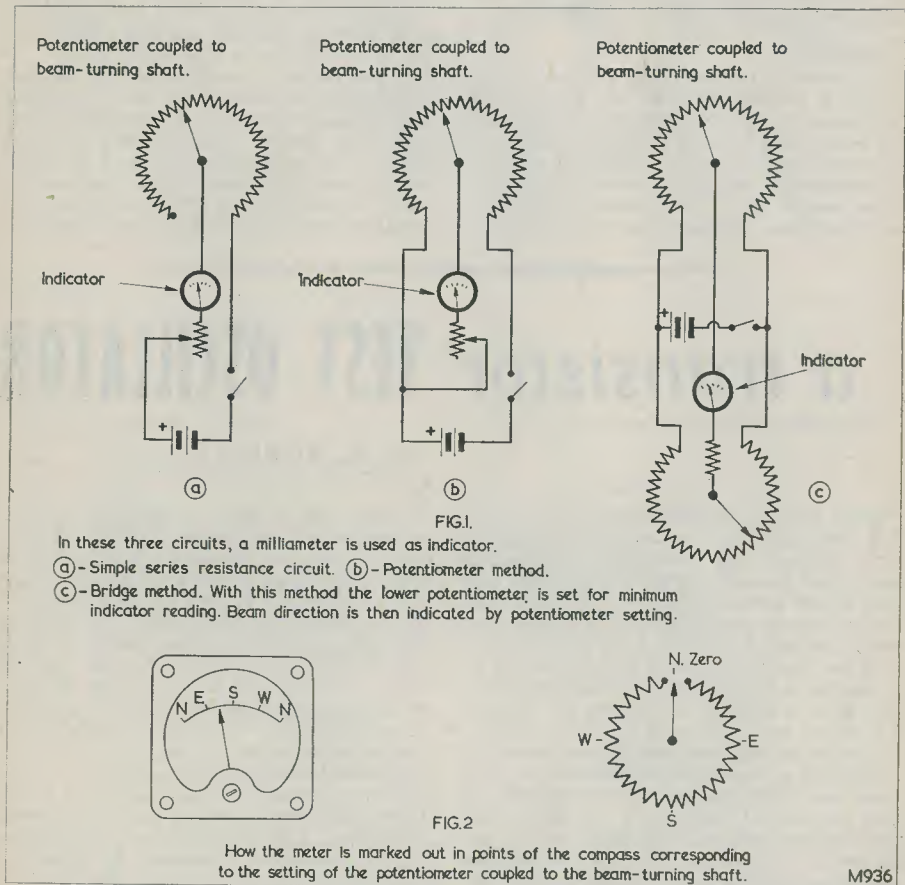 Potentiometer coupled to
beam-turning shaft.
Potentiometer coupled to
beam-turning shaft.
Potentiometer coupled to
beam-turning shaft.
Indicator
Indicator
Indicator
+
+
+
a
b
c
FIG.1.
In these three circuits, a milliameter is used as indicator.
a - Simple series resistance circuit. b - Potentiometer method.
c - Bridge method. With this method the lower potentiometer is set for minimum
indicator reading. Beam direction is then indicated by potentiometer setting.
N E S W N
N. Zero
W E
S
FIG.2
How the meter is marked out in points of the compass corresponding
to the setting of the potentiometer coupled to the beam-turning shaft.
M936